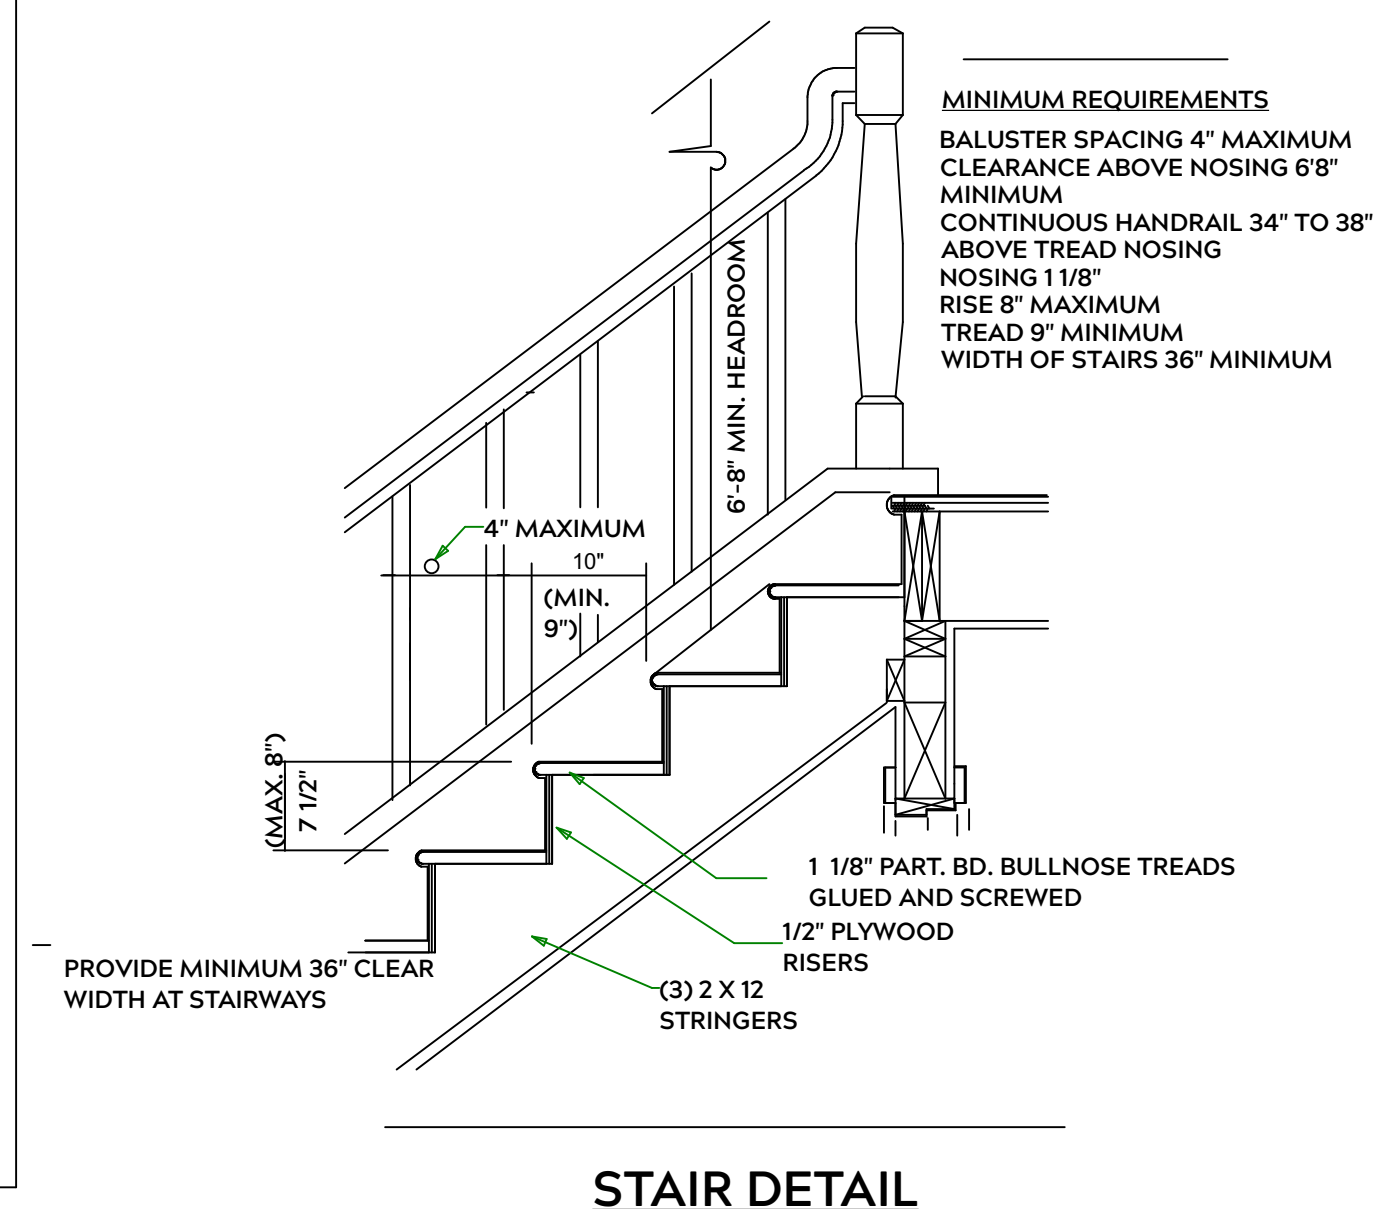 MINIMUM REQUIREMENTS
BALUSTER SPACING 4" MAXIMUM
CLEARANCE ABOVE NOSING 6'8"
MINIMUM
CONTINUOUS HANDRAIL 34" TO 38"
ABOVE TREAD NOSING
NOSING 1 1/8"
RISE 8" MAXIMUM
TREAD 9" MINIMUM
WIDTH OF STAIRS 36" MINIMUM
6'-8" MIN. HEADROOM
4" MAXIMUM
10"
(MIN.
9")
(MAX. 8")
7 1/2"
1 1/8" PART. BD. BULLNOSE TREADS
GLUED AND SCREWED
1/2" PLYWOOD
RISERS
(3) 2 X 12
STRINGERS
PROVIDE MINIMUM 36" CLEAR
WIDTH AT STAIRWAYS
STAIR DETAIL